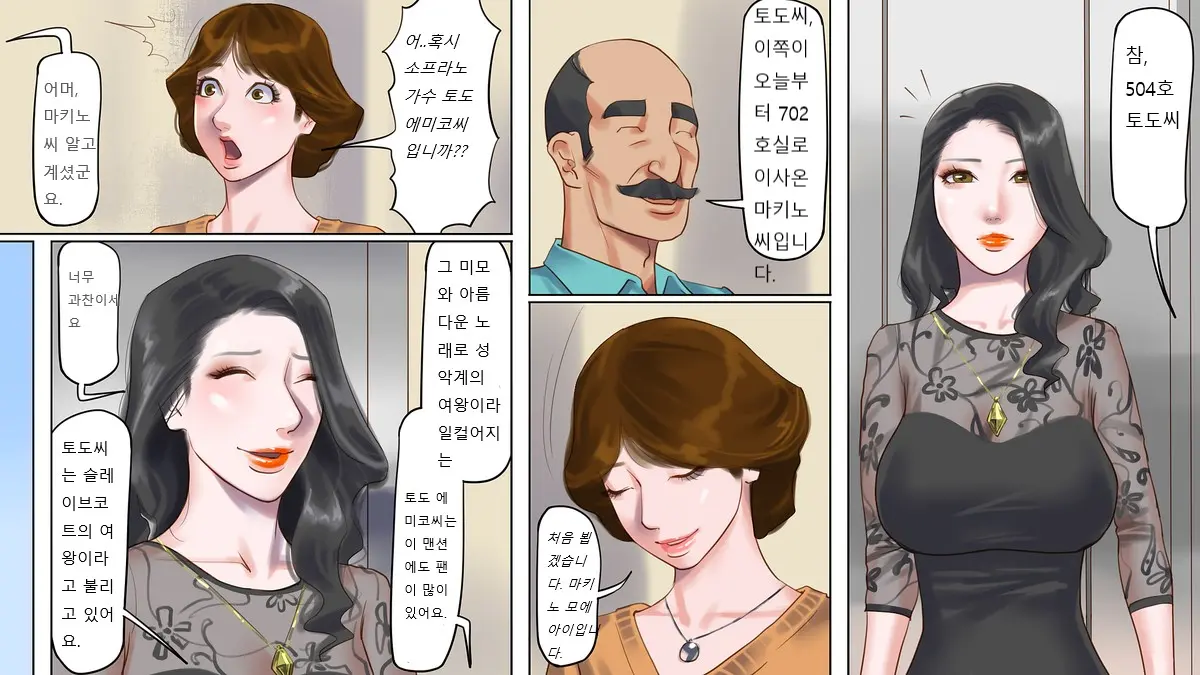 참,
504호
토도씨
토도씨,
이쪽이
오늘부
터 702
호실로
이사온
마키노
씨입니
다.
처음 뵙
겠습니
다. 마키
노 모에
아이입니
다.
어..혹시
소프라노
가수 토도
에미코씨
입니까??
어머,
마키노
씨 알고
계셨군
요.
그 미모
와 아름
다운 노
래로 성
악계의
여왕이라
일컬어지
는
토도 에
미코씨는
이 맨션
에도 팬
이 많이
있어요.
너무
과찬이세
요
토도씨
는 슬레
이브코
트의 여
왕이라
고 불리
고 있어
요.